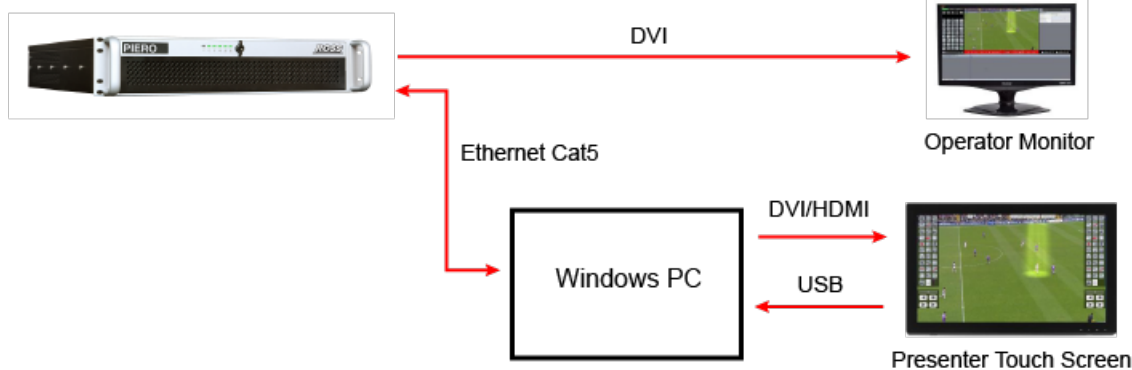 PIERO
ROSS
DVI
Operator Monitor
Ethernet Cat5
DVI/HDMI
Windows PC
USB
Presenter Touch Screen